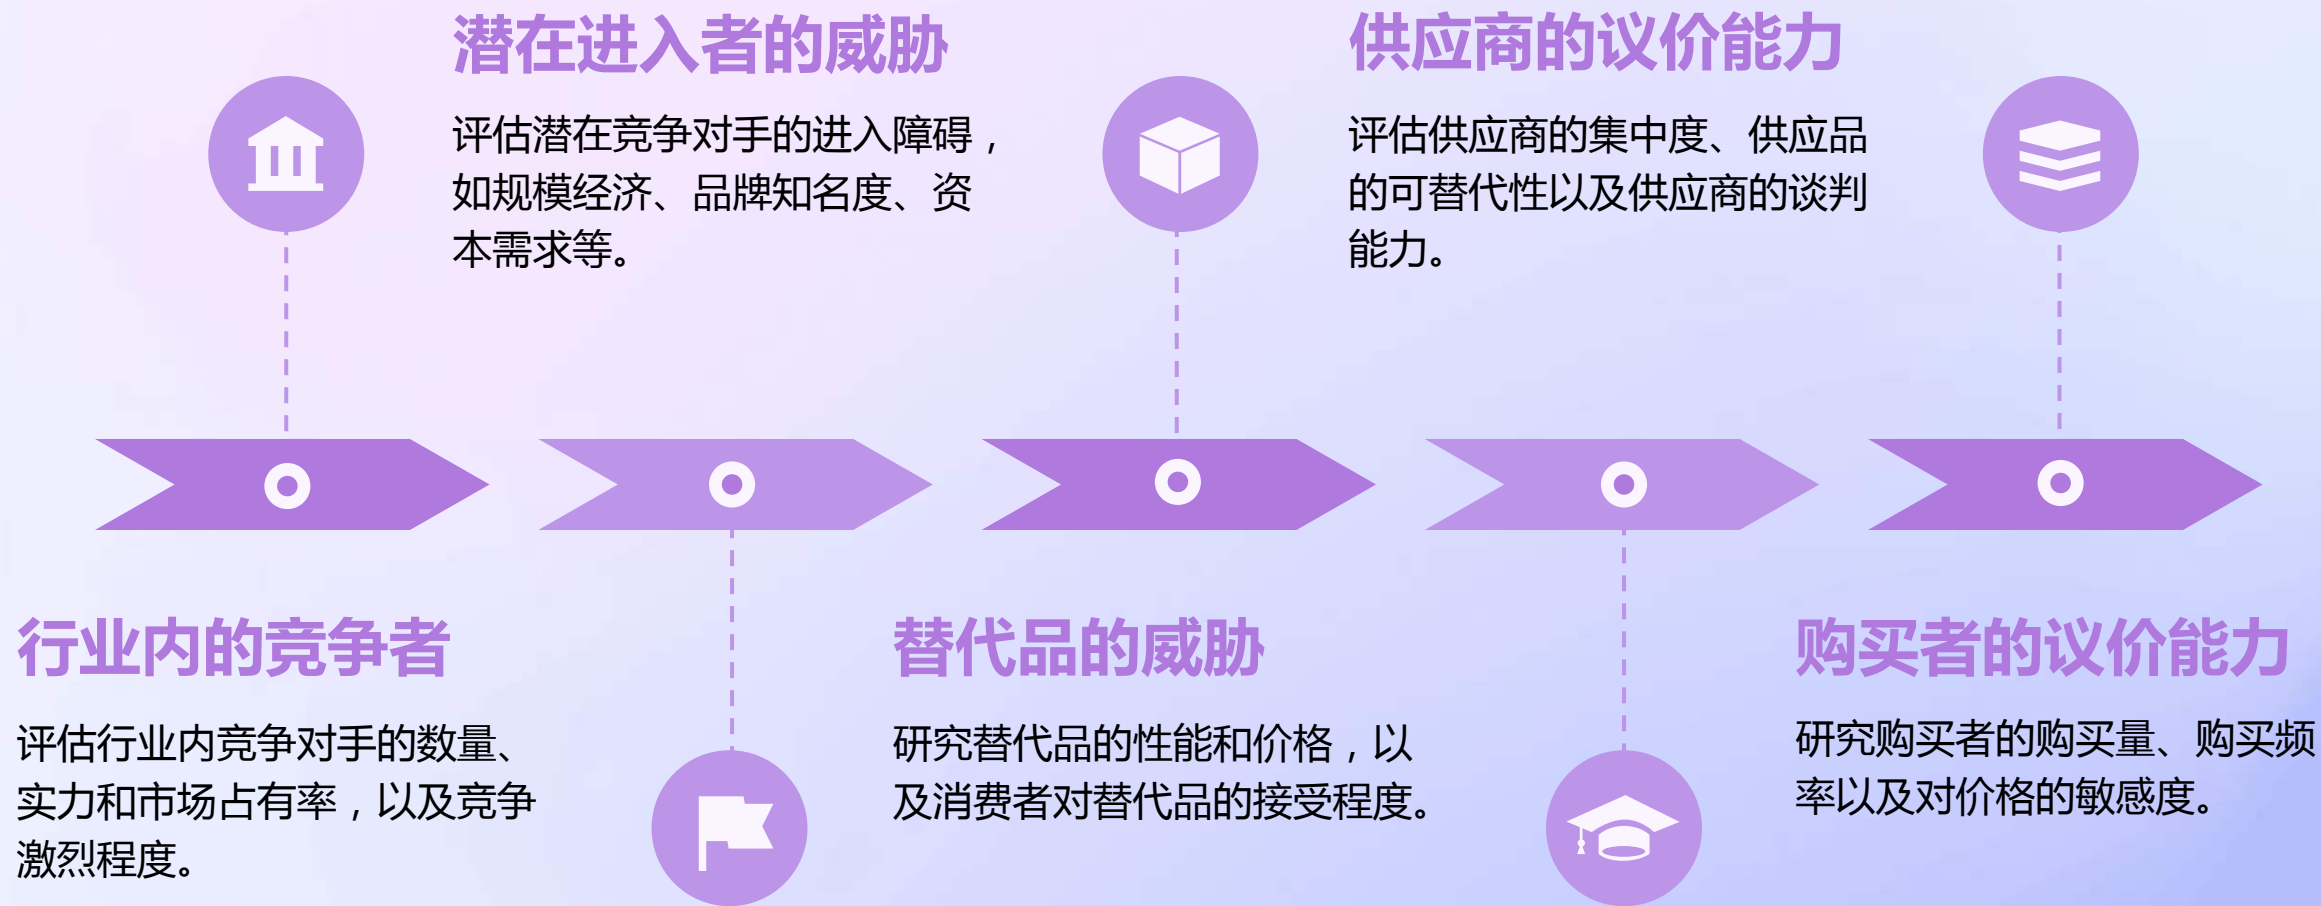 潜在进入者的威胁
评估潜在竞争对手的进入障碍，
如规模经济、品牌知名度、资
本需求等。
供应商的议价能力
评估供应商的集中度、供应品
的可替代性以及供应商的谈判
能力。
行业内的竞争者
评估行业内竞争对手的数量、
实力和市场占有率，以及竞争
激烈程度。
替代品的威胁
研究替代品的性能和价格，以
及消费者对替代品的接受程度。
购买者的议价能力
研究购买者的购买量、购买频
率以及对价格的敏感度。